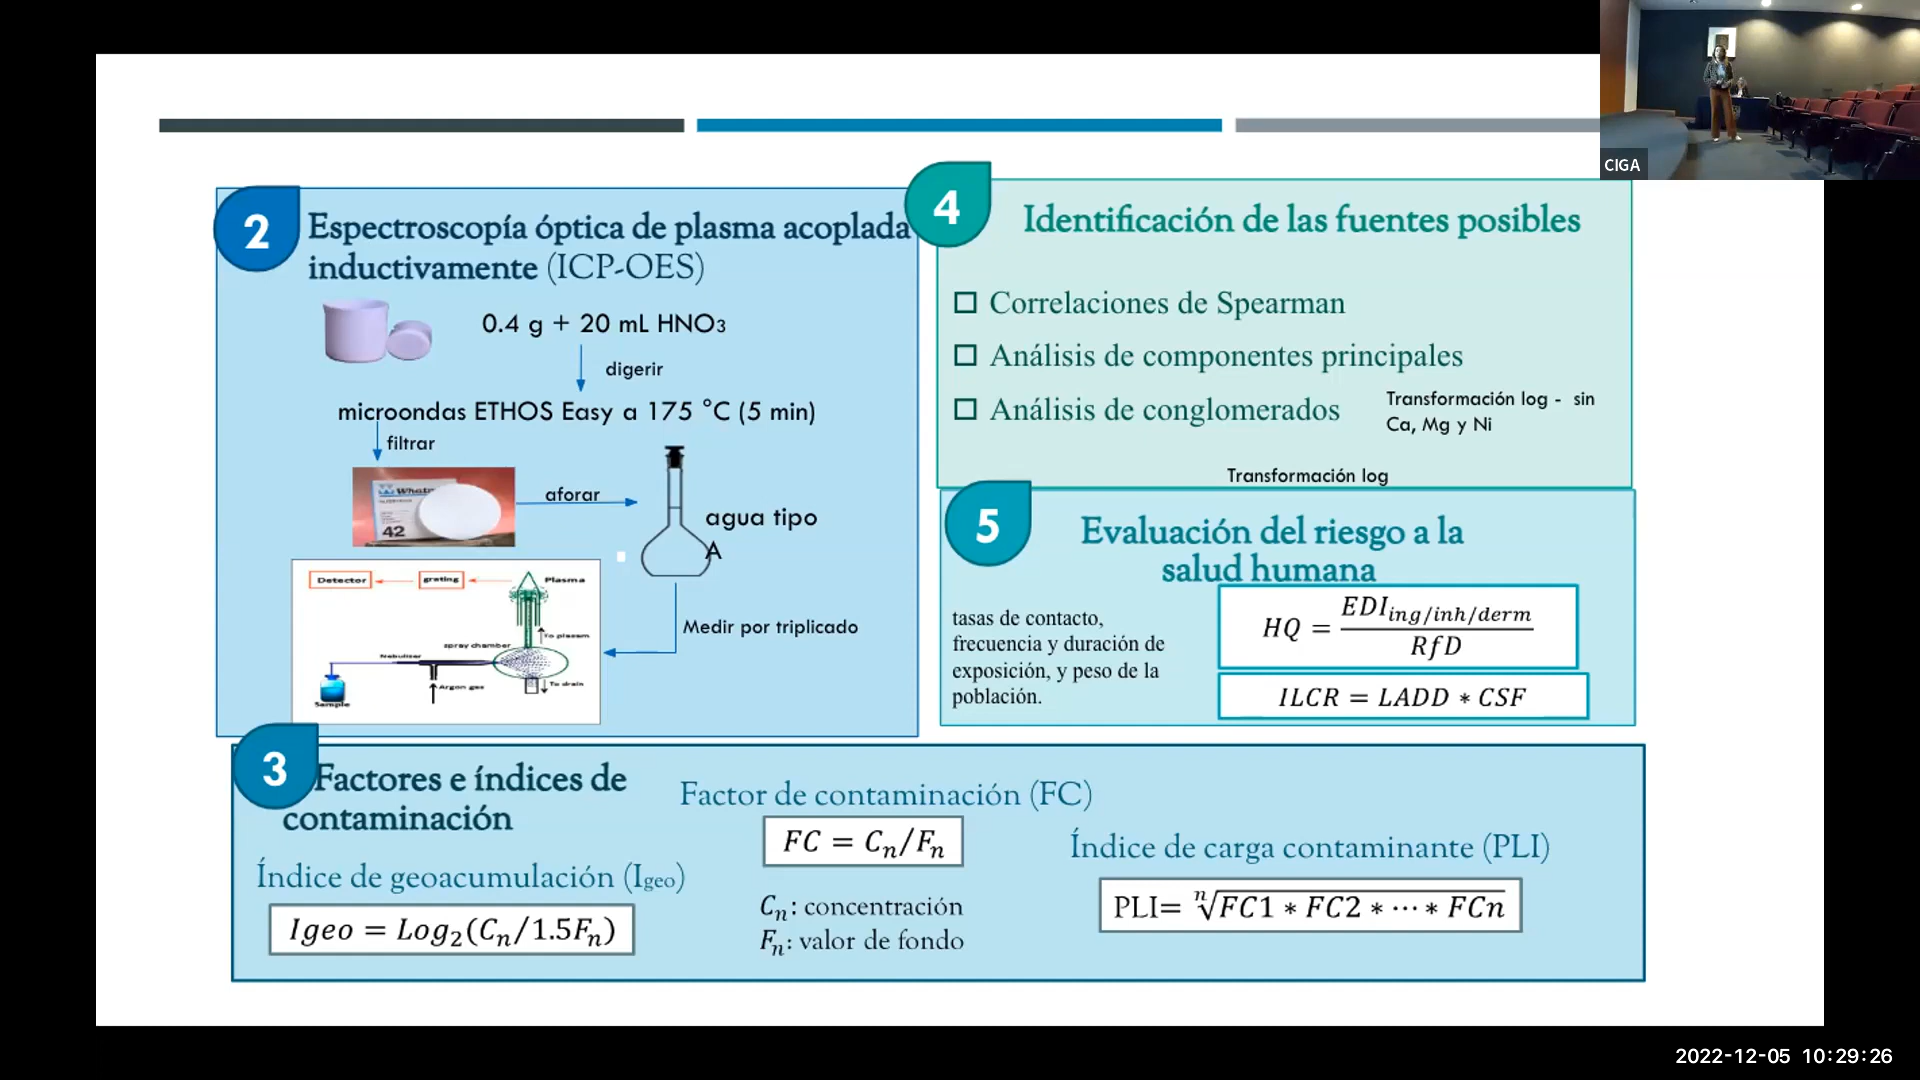 CIGA
2
Espectroscopía óptica de plasma acoplada
inductivamente (ICP-OES)
0.4 g + 20 mL HNO3
digerir
microondas ETHOS Easy a 175 °C (5 min)
filtrar
42
aforar
agua tipo
A
Medir por triplicado
Detector
grating
Plasma
To plasam
spray chamber
Nebulizer
Argon gas
To drain
Sample
4
Identificación de las fuentes posibles
Correlaciones de Spearman
Análisis de componentes principales
Análisis de conglomerados
Transformación log - sin
Ca, Mg y Ni
Transformación log
5
Evaluación del riesgo a la
salud humana
tasas de contacto,
frecuencia y duración de
exposición, y peso de la
población.
HQ = EDI_{ing/inh/derm} / RfD
ILCR = LADD * CSF
3
Factores e índices de
contaminación
Índice de geoacumulación (Igeo)
Igeo = Log₂(Cₙ/1.5Fₙ)
Factor de contaminación (FC)
FC = Cₙ/Fₙ
Cₙ: concentración
Fₙ: valor de fondo
Índice de carga contaminante (PLI)
PLI= ⁿ√FC1 * FC2 * ⋯ * FCn
2022-12-05 10:29:26